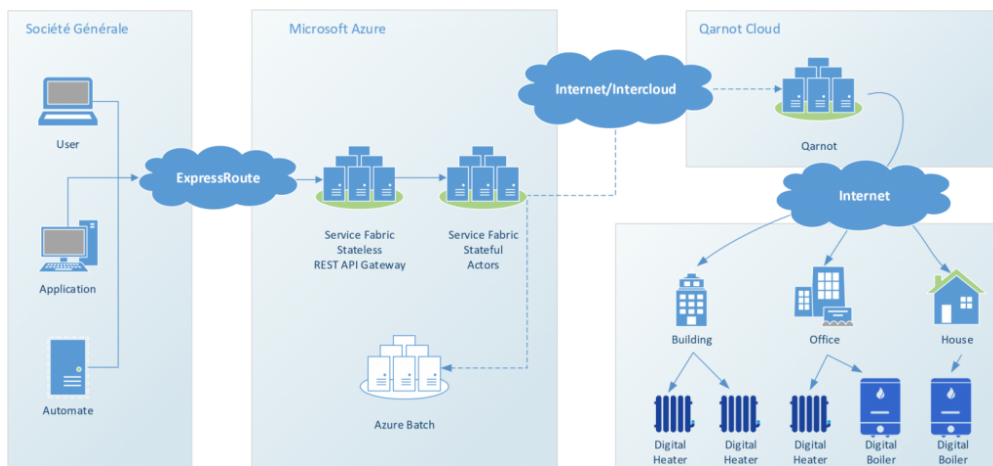 Société Générale
Microsoft Azure
Qarnot Cloud
User
Application
Automate
ExpressRoute
Service Fabric
Stateless
REST API Gateway
Service Fabric
Stateful
Actors
Azure Batch
Internet/Intercloud
Qarnot
Internet
Building
Office
House
Digital
Heater
Digital
Heater
Digital
Heater
Digital
Boiler
Digital
Boiler